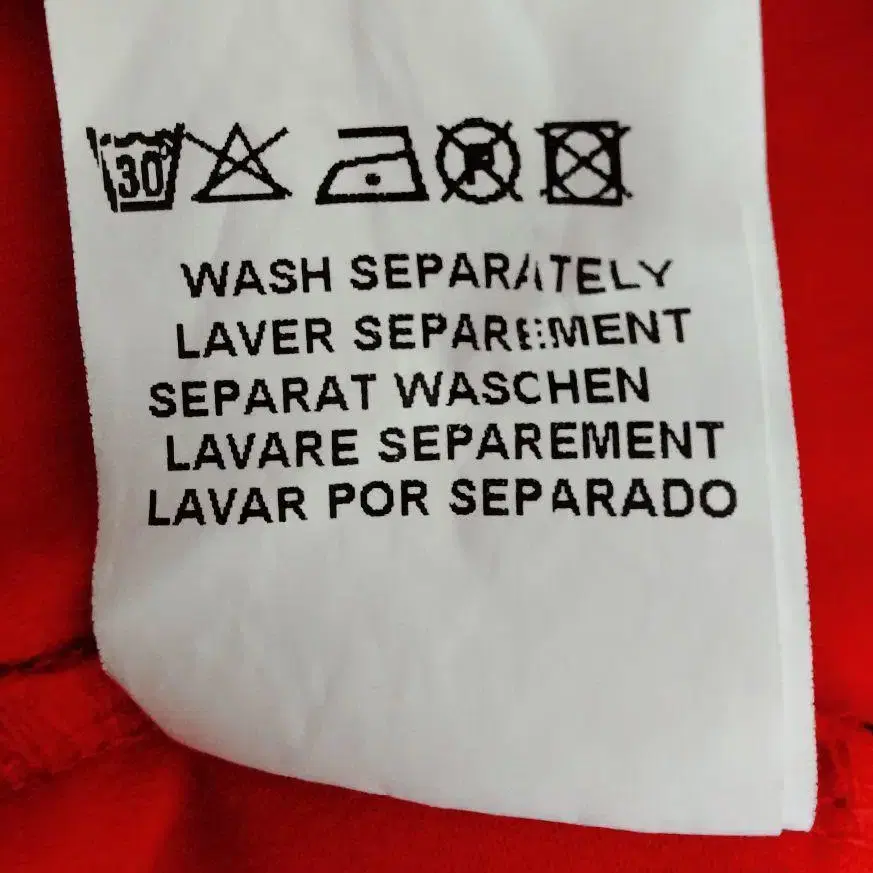 30
WASH SEPARATELY
LAVER SEPAREMENT
SEPARAT WASCHEN
LAVARE SEPAREMENT
LAVAR POR SEPARADO